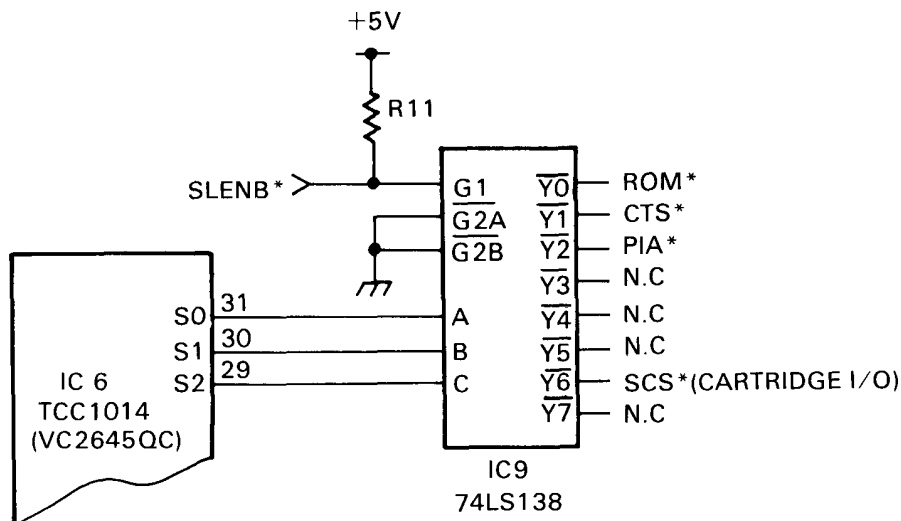 +5V
R11
SLENB*
G1
G2A
G2B
A
B
C
Y0
Y1
Y2
Y3
Y4
Y5
Y6
Y7
ROM*
CTS*
PIA*
N.C
N.C
N.C
SCS*(CARTRIDGE I/O)
N.C
IC9
74LS138
S0
S1
S2
31
30
29
IC 6
TCC1014
(VC2645QC)